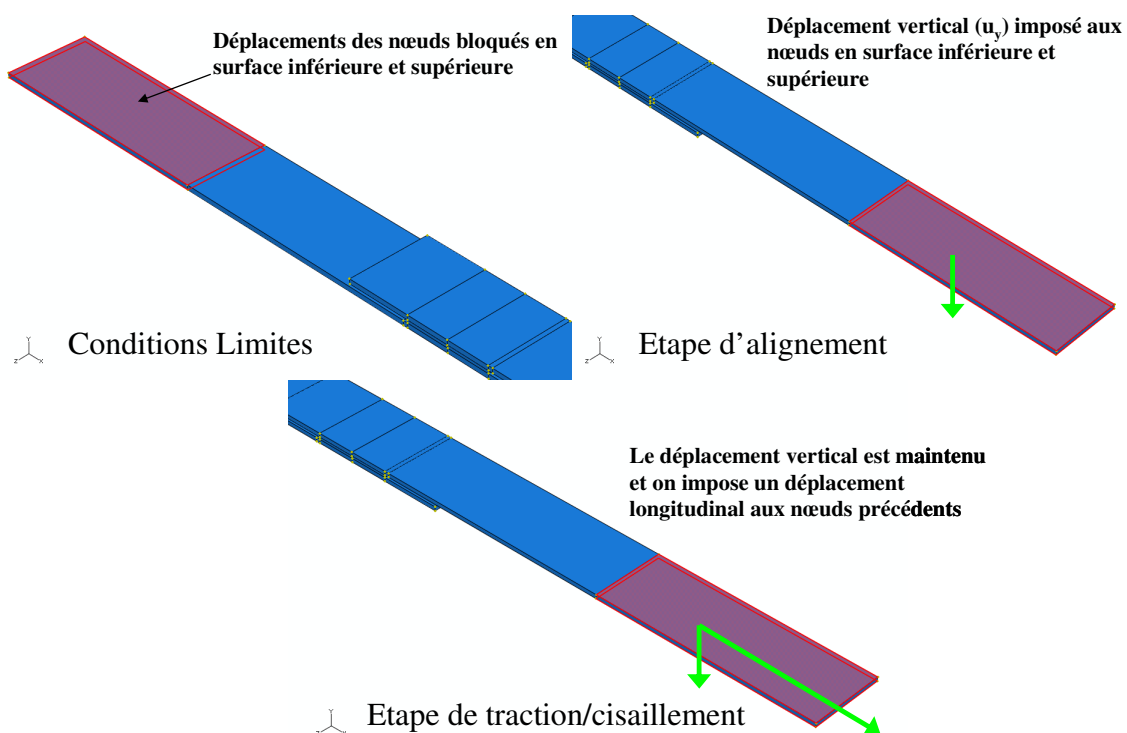 Déplacements des nœuds bloqués en
surface inférieure et supérieure
Y
Z X
Conditions Limites
Déplacement vertical (uy) imposé aux
nœuds en surface inférieure et
supérieure
Y
Z X
Etape d'alignement
Le déplacement vertical est maintenu
et on impose un déplacement
longitudinal aux nœuds précédents
Y
Z X
Etape de traction/cisaillement